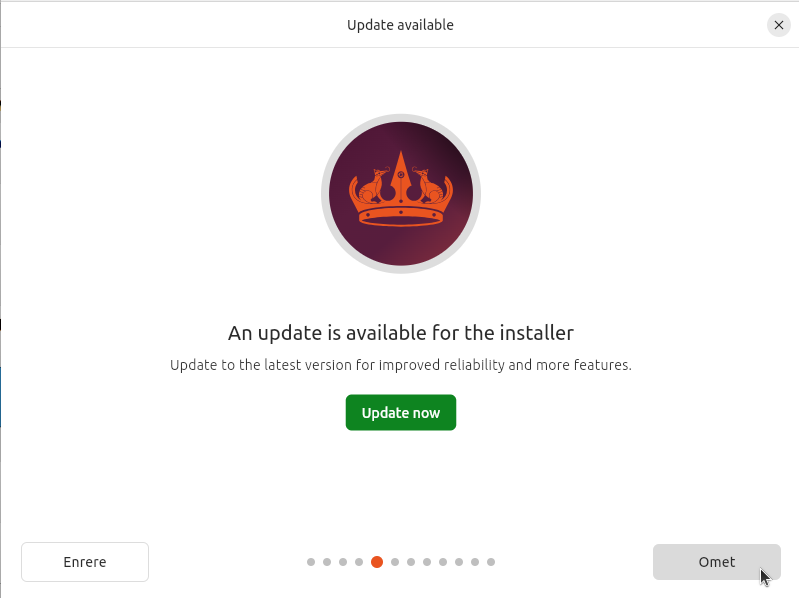 Update available
An update is available for the installer
Update to the latest version for improved reliability and more features.
Update now
Enrere
Omet